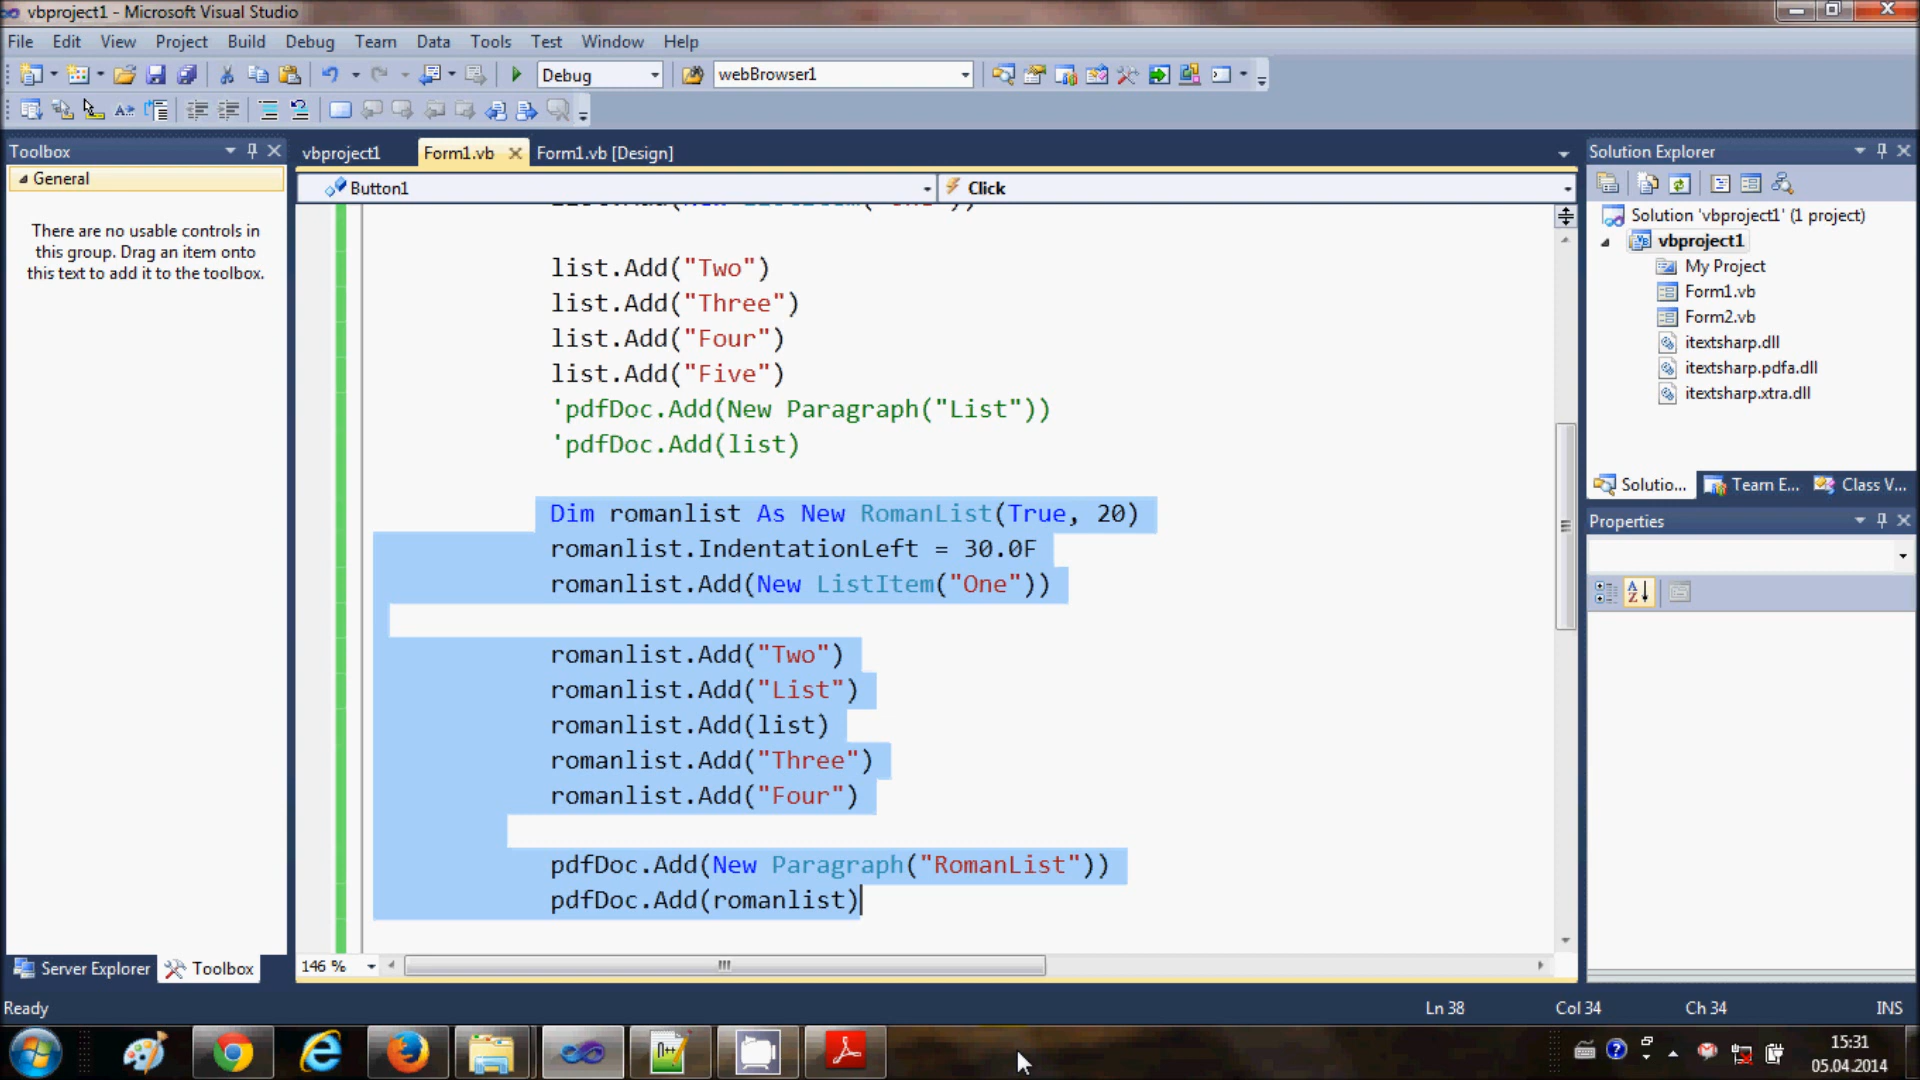 vbproject1 - Microsoft Visual Studio
File Edit View Project Build Debug Team Data Tools Test Window Help
Debug webBrowser1
Toolbox
General
There are no usable controls in
this group. Drag an item onto
this text to add it to the toolbox.
Server Explorer Toolbox
vbproject1 Form1.vb Form1.vb [Design]
Button1 Click
list.Add("Two")
list.Add("Three")
list.Add("Four")
list.Add("Five")
'pdfDoc.Add(New Paragraph("List"))
'pdfDoc.Add(list)
Dim romanlist As New RomanList(True, 20)
romanlist.IndentationLeft = 30.0F
romanlist.Add(New ListItem("One"))
romanlist.Add("Two")
romanlist.Add("List")
romanlist.Add(list)
romanlist.Add("Three")
romanlist.Add("Four")
pdfDoc.Add(New Paragraph("RomanList"))
pdfDoc.Add(romanlist)
146 %
Solution Explorer
Solution 'vbproject1' (1 project)
vbproject1
My Project
Form1.vb
Form2.vb
itextsharp.dll
itextsharp.pdfa.dll
itextsharp.xtra.dll
Solutio... Team E... Class V...
Properties
Ready Ln 38 Col 34 Ch 34 INS
15:31
05.04.2014